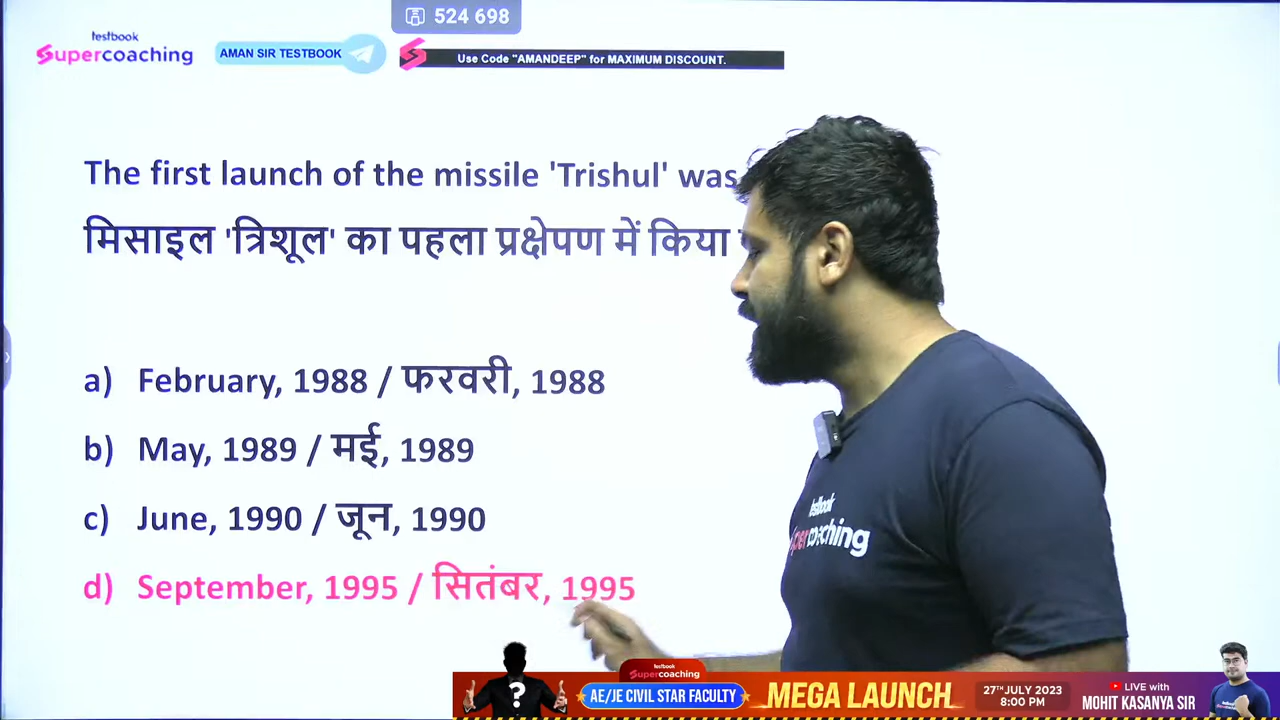 524 698
testbook
Supercoaching
AMAN SIR TESTBOOK
Use Code "AMANDEEP" for MAXIMUM DISCOUNT.
The first launch of the missile 'Trishul' was
मिसाइल 'त्रिशूल' का पहला प्रक्षेपण में किया
a) February, 1988 / फरवरी, 1988
b) May, 1989 / मई, 1989
c) June, 1990 / जून, 1990
d) September, 1995 / सितंबर, 1995
testbook
Supercoaching
testbook
Supercoaching
?
AE/JE CIVIL STAR FACULTY
MEGA LAUNCH
27TH JULY 2023
8:00 PM
LIVE with
MOHIT KASANYA SIR